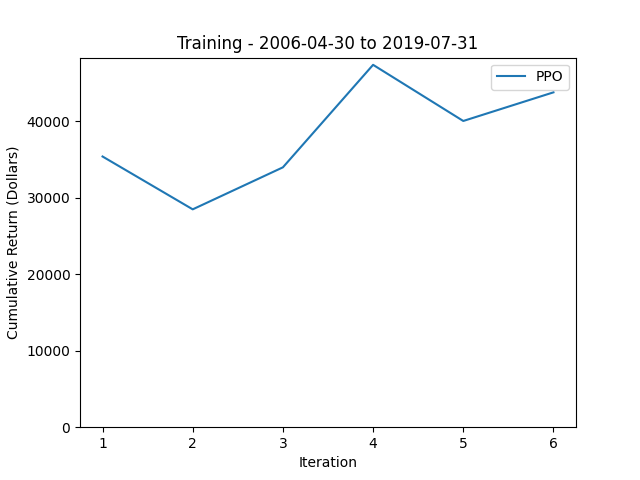 Training - 2006-04-30 to 2019-07-31
PPO
Cumulative Return (Dollars)
40000
30000
20000
10000
0
1 2 3 4 5 6
Iteration